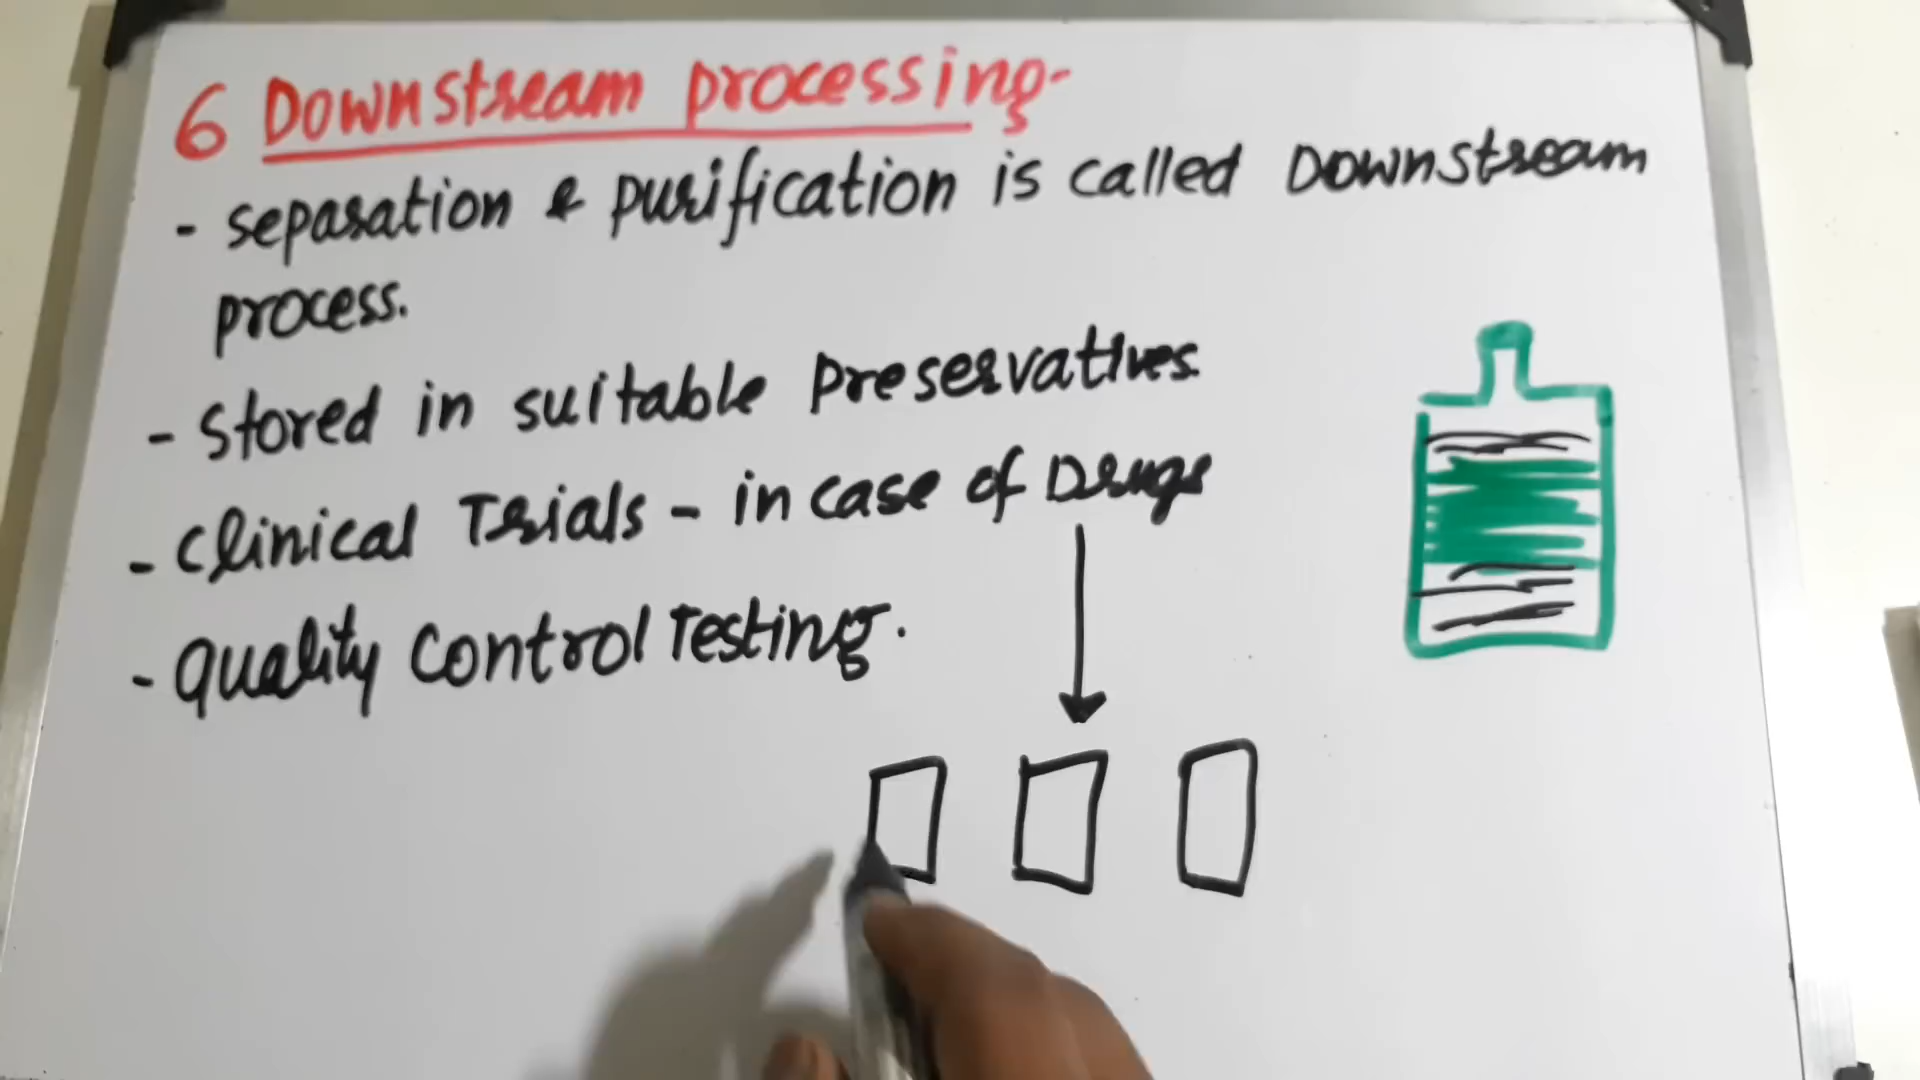 6 Downstream processing-
- separation & purification is called Downstream
process.
- stored in suitable preservatives.
- clinical Trials - in case of Drugs
- Quality Control Testing.